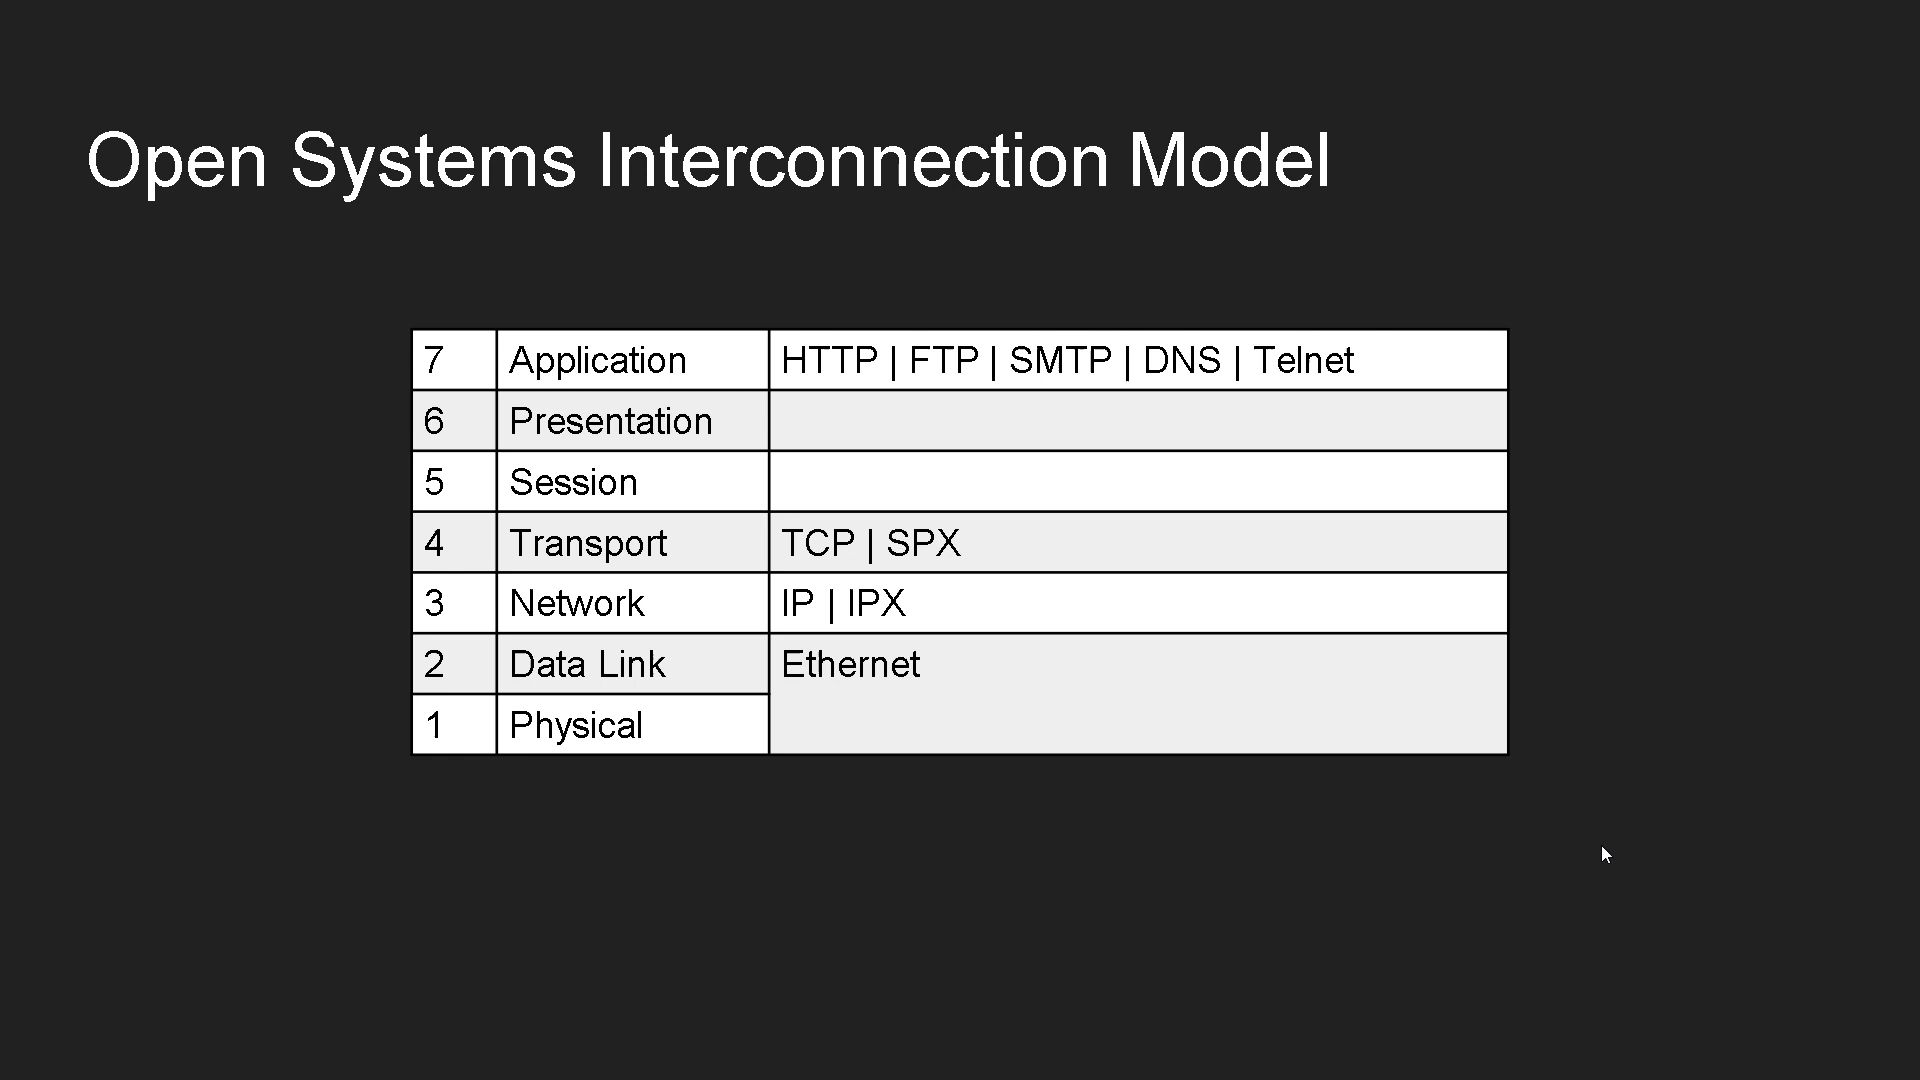 Open Systems Interconnection Model
7 Application HTTP | FTP | SMTP | DNS | Telnet
6 Presentation
5 Session
4 Transport TCP | SPX
3 Network IP | IPX
2 Data Link Ethernet
1 Physical